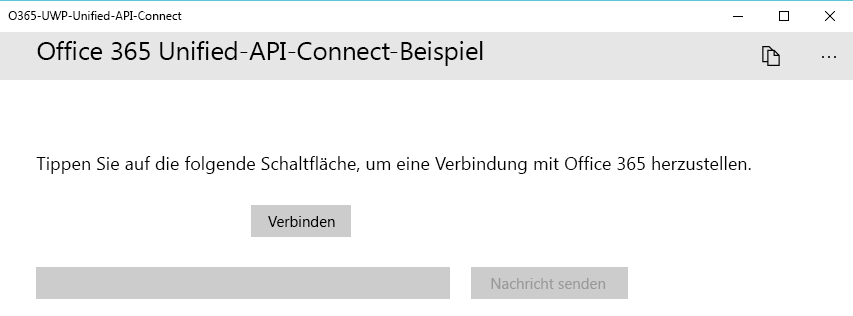 O365-UWP-Unified-API-Connect
Office 365 Unified-API-Connect-Beispiel
Tippen Sie auf die folgende Schaltfläche, um eine Verbindung mit Office 365 herzustellen.
Verbinden
Nachricht senden